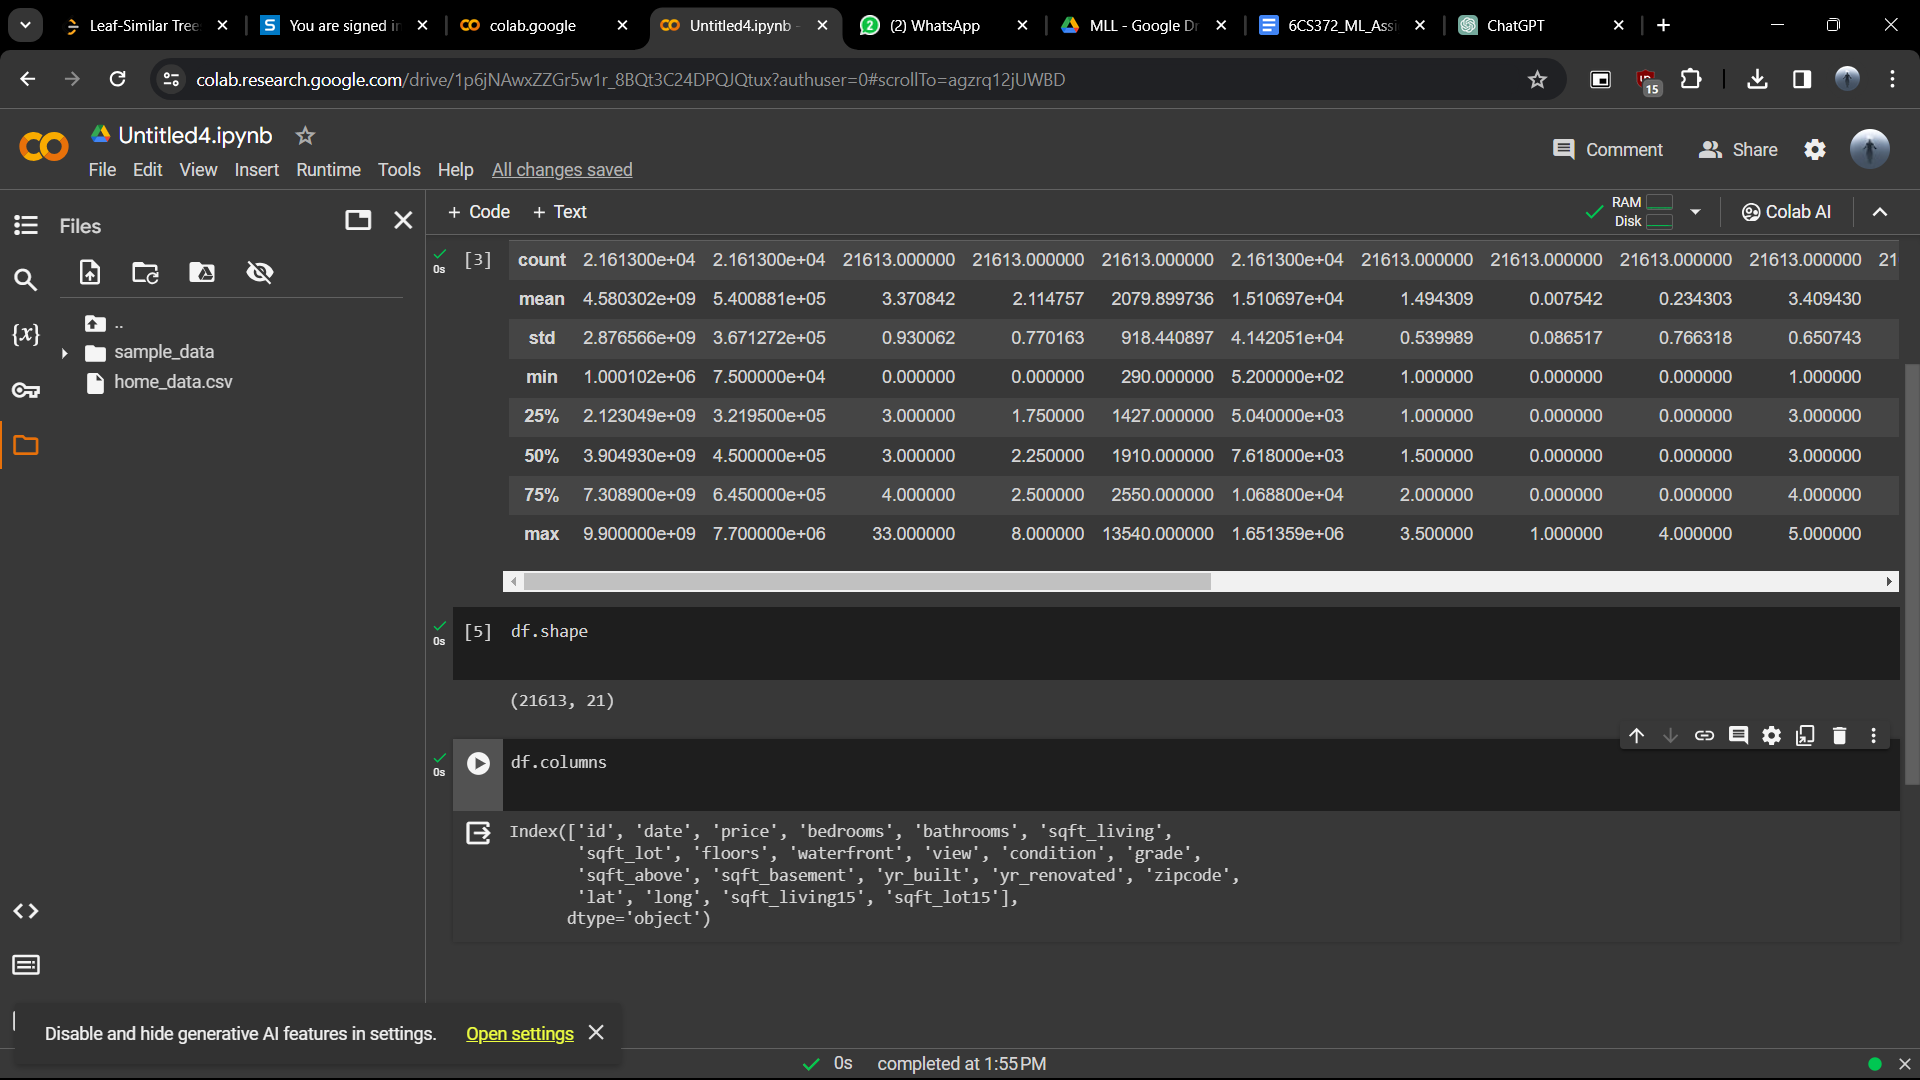 Leaf-Similar Tree
You are signed in
colab.google
Untitled4.ipynb -
(2) WhatsApp
MLL - Google Dr
6CS372_ML_Assi
ChatGPT
colab.research.google.com/drive/1p6jNAwxZZGr5w1r_8BQt3C24DPQJQtux?authuser=0#scrollTo=agzrq12jUWBD
15
Untitled4.ipynb
File Edit View Insert Runtime Tools Help All changes saved
Comment
Share
Files
+ Code + Text
RAM
Disk
Colab AI
..
sample_data
home_data.csv
0s
[3]
count 2.161300e+04 2.161300e+04 21613.000000 21613.000000 21613.000000 2.161300e+04 21613.000000 21613.000000 21613.000000 21613.000000 21
mean 4.580302e+09 5.400881e+05 3.370842 2.114757 2079.899736 1.510697e+04 1.494309 0.007542 0.234303 3.409430
std 2.876566e+09 3.671272e+05 0.930062 0.770163 918.440897 4.142051e+04 0.539989 0.086517 0.766318 0.650743
min 1.000102e+06 7.500000e+04 0.000000 0.000000 290.000000 5.200000e+02 1.000000 0.000000 0.000000 1.000000
25% 2.123049e+09 3.219500e+05 3.000000 1.750000 1427.000000 5.040000e+03 1.000000 0.000000 0.000000 3.000000
50% 3.904930e+09 4.500000e+05 3.000000 2.250000 1910.000000 7.618000e+03 1.500000 0.000000 0.000000 3.000000
75% 7.308900e+09 6.450000e+05 4.000000 2.500000 2550.000000 1.068800e+04 2.000000 0.000000 0.000000 4.000000
max 9.900000e+09 7.700000e+06 33.000000 8.000000 13540.000000 1.651359e+06 3.500000 1.000000 4.000000 5.000000
0s
[5] df.shape
(21613, 21)
0s
df.columns
Index(['id', 'date', 'price', 'bedrooms', 'bathrooms', 'sqft_living',
'sqft_lot', 'floors', 'waterfront', 'view', 'condition', 'grade',
'sqft_above', 'sqft_basement', 'yr_built', 'yr_renovated', 'zipcode',
'lat', 'long', 'sqft_living15', 'sqft_lot15'],
dtype='object')
Disable and hide generative AI features in settings. Open settings
0s completed at 1:55 PM